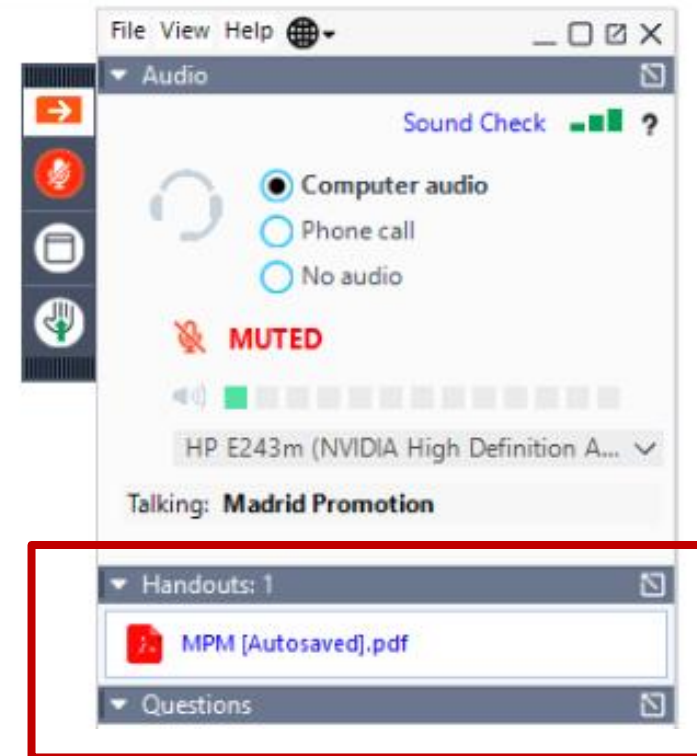 File View Help
Audio
Sound Check ?
Computer audio
Phone call
No audio
MUTED
HP E243m (NVIDIA High Definition A...
Talking: Madrid Promotion
Handouts: 1
MPM [Autosaved].pdf
Questions